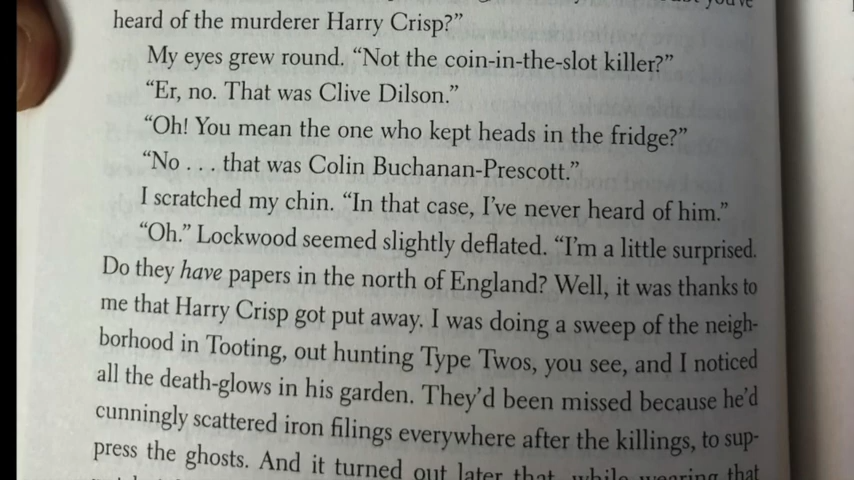 you've
heard of the murderer Harry Crisp?”
My eyes grew round. “Not the coin-in-the-slot killer?”
“Er, no. That was Clive Dilson.”
“Oh! You mean the one who kept heads in the fridge?”
“No . . . that was Colin Buchanan-Prescott.”
I scratched my chin. “In that case, I’ve never heard of him.”
“Oh.” Lockwood seemed slightly deflated. “I’m a little surprised.
Do they have papers in the north of England? Well, it was thanks to
me that Harry Crisp got put away. I was doing a sweep of the neigh-
borhood in Tooting, out hunting Type Twos, you see, and I noticed
all the death-glows in his garden. They’d been missed because he’d
cunningly scattered iron filings everywhere after the killings, to sup-
press the ghosts. And it turned out later that, while wearing that